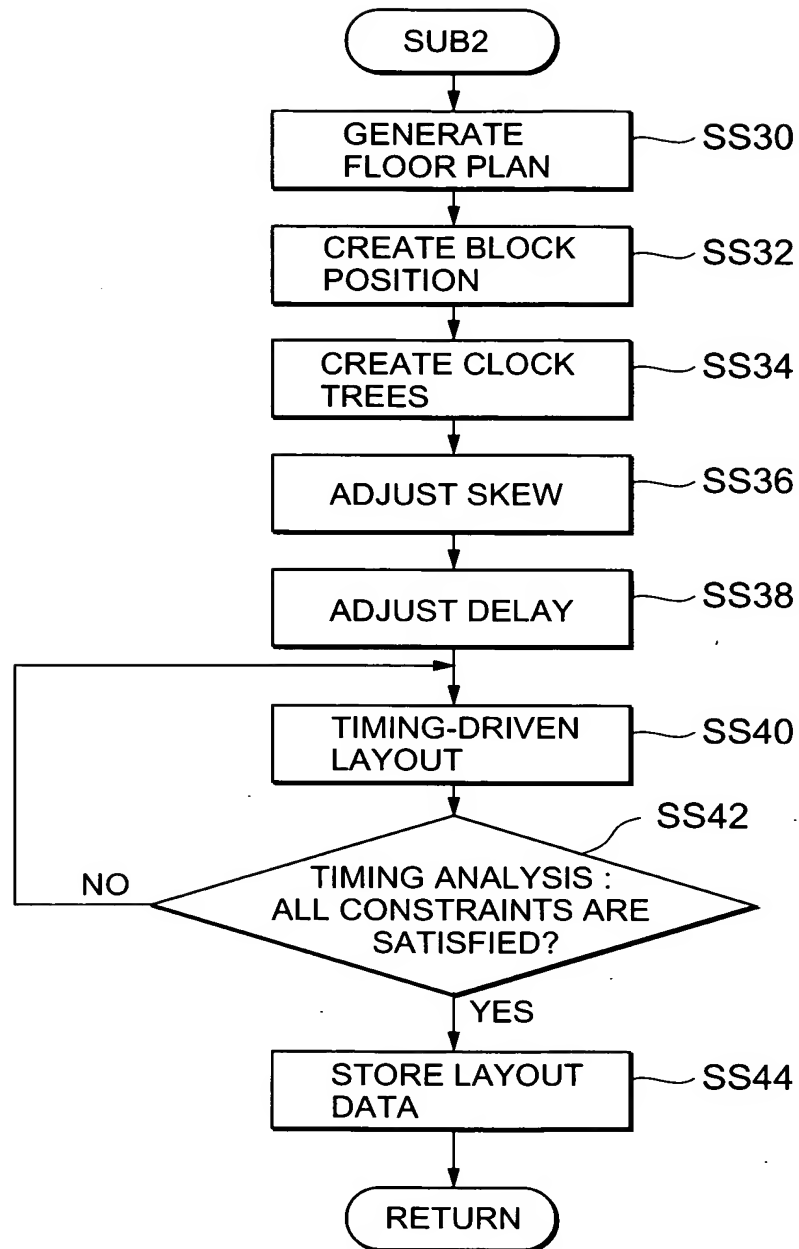 SUB2
GENERATE
FLOOR PLAN
SS30
CREATE BLOCK
POSITION
SS32
CREATE CLOCK
TREES
SS34
ADJUST SKEW
SS36
ADJUST DELAY
SS38
TIMING-DRIVEN
LAYOUT
SS40
SS42
TIMING ANALYSIS :
ALL CONSTRAINTS ARE
SATISFIED?
NO
YES
STORE LAYOUT
DATA
SS44
RETURN